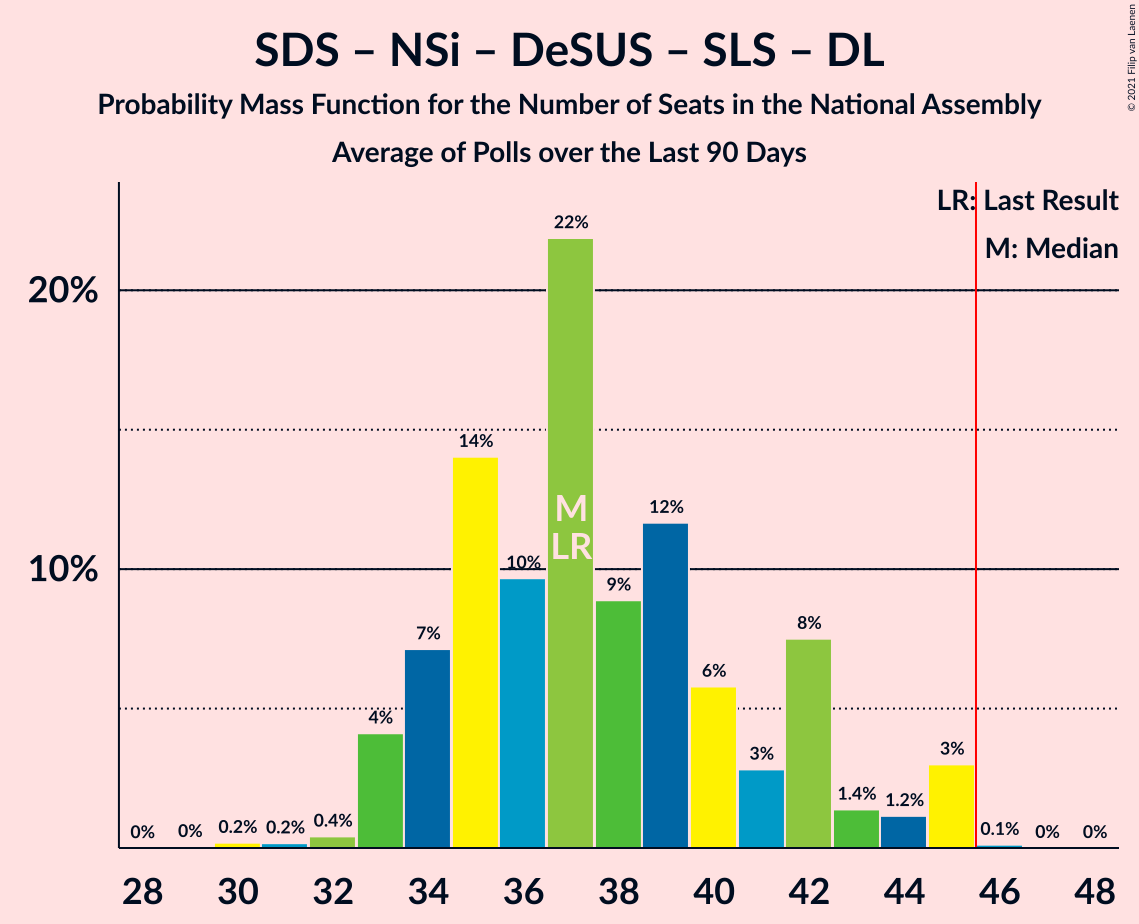 SDS – NSi – DeSUS – SLS – DL
Probability Mass Function for the Number of Seats in the National Assembly
Average of Polls over the Last 90 Days
© 2021 Filip van Laenen
LR: Last Result
M: Median
20%
10%
0%
0%
0.2%
0.2%
0.4%
4%
7%
14%
10%
22%
9%
12%
6%
3%
8%
1.4%
1.2%
3%
0.1%
0%
0%
M
LR
28 30 32 34 36 38 40 42 44 46 48